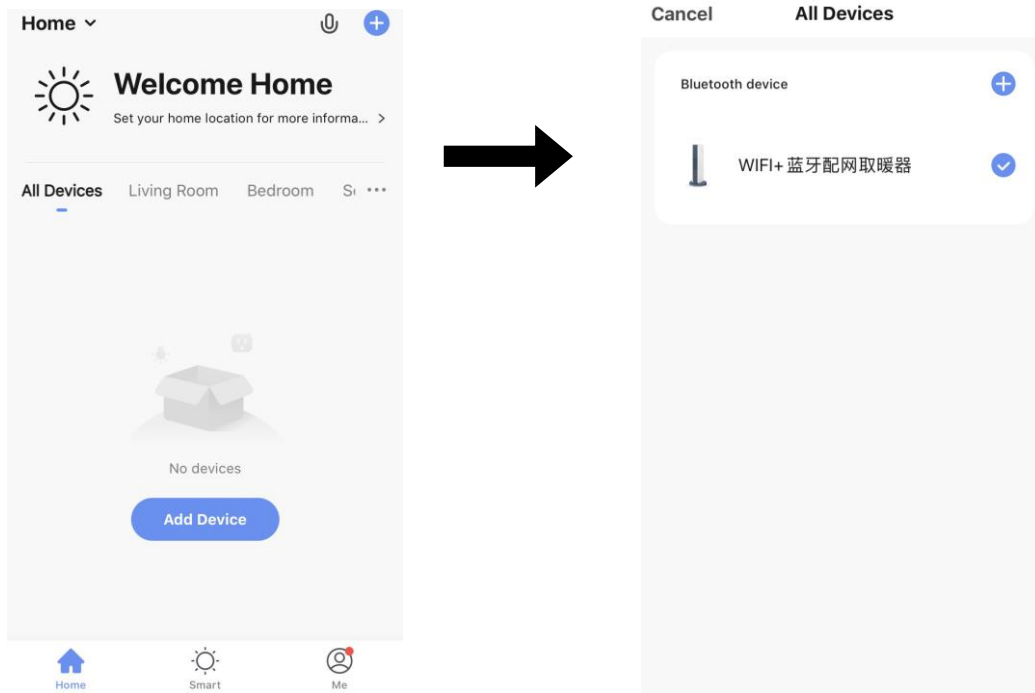 Home
Welcome Home
Set your home location for more informa...
All Devices Living Room Bedroom
No devices
Add Device
Home Smart Me
Cancel All Devices
Bluetooth device
WIFI+蓝牙配网取暖器